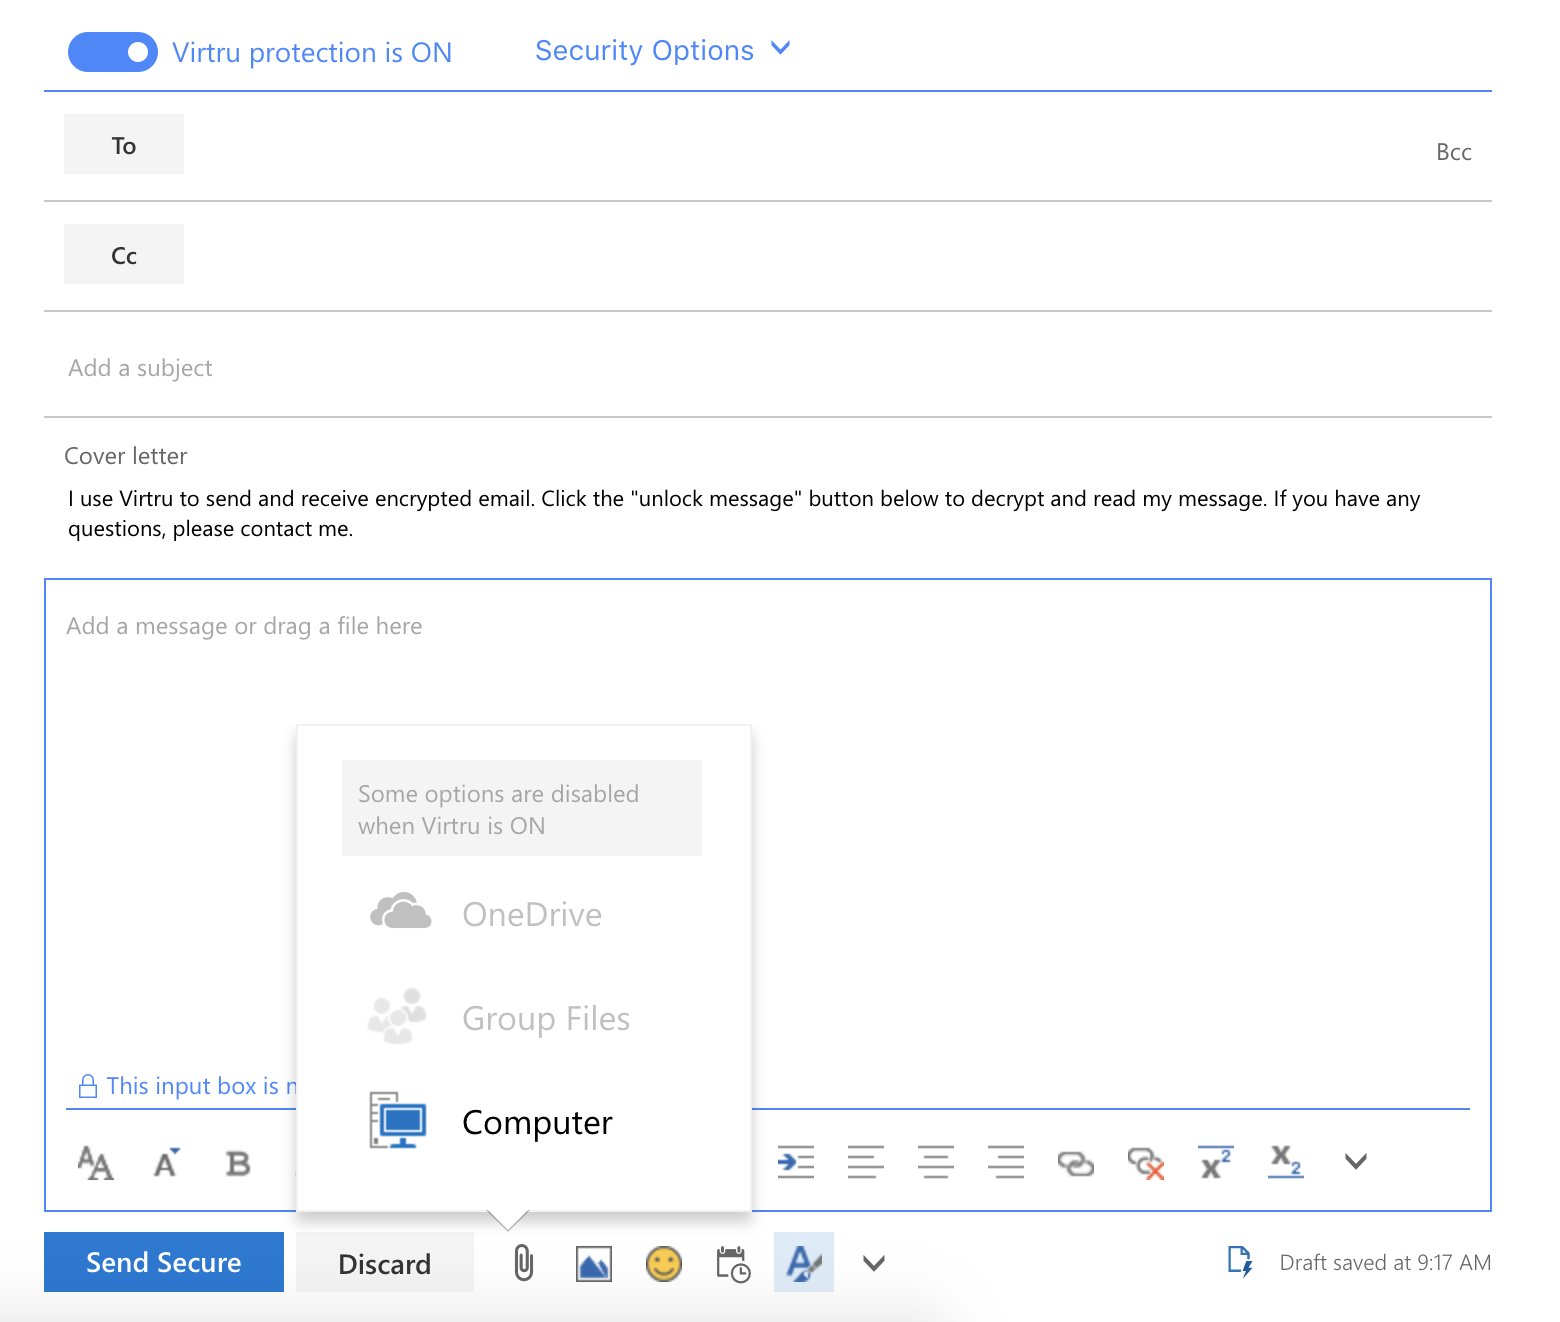 Virtru protection is ON
Security Options
To
Bcc
Cc
Add a subject
Cover letter
I use Virtru to send and receive encrypted email. Click the "unlock message" button below to decrypt and read my message. If you have any
questions, please contact me.
Add a message or drag a file here
Some options are disabled
when Virtru is ON
OneDrive
Group Files
Computer
This input box is
AA A B x² x₂
Send Secure
Discard
Draft saved at 9:17 AM